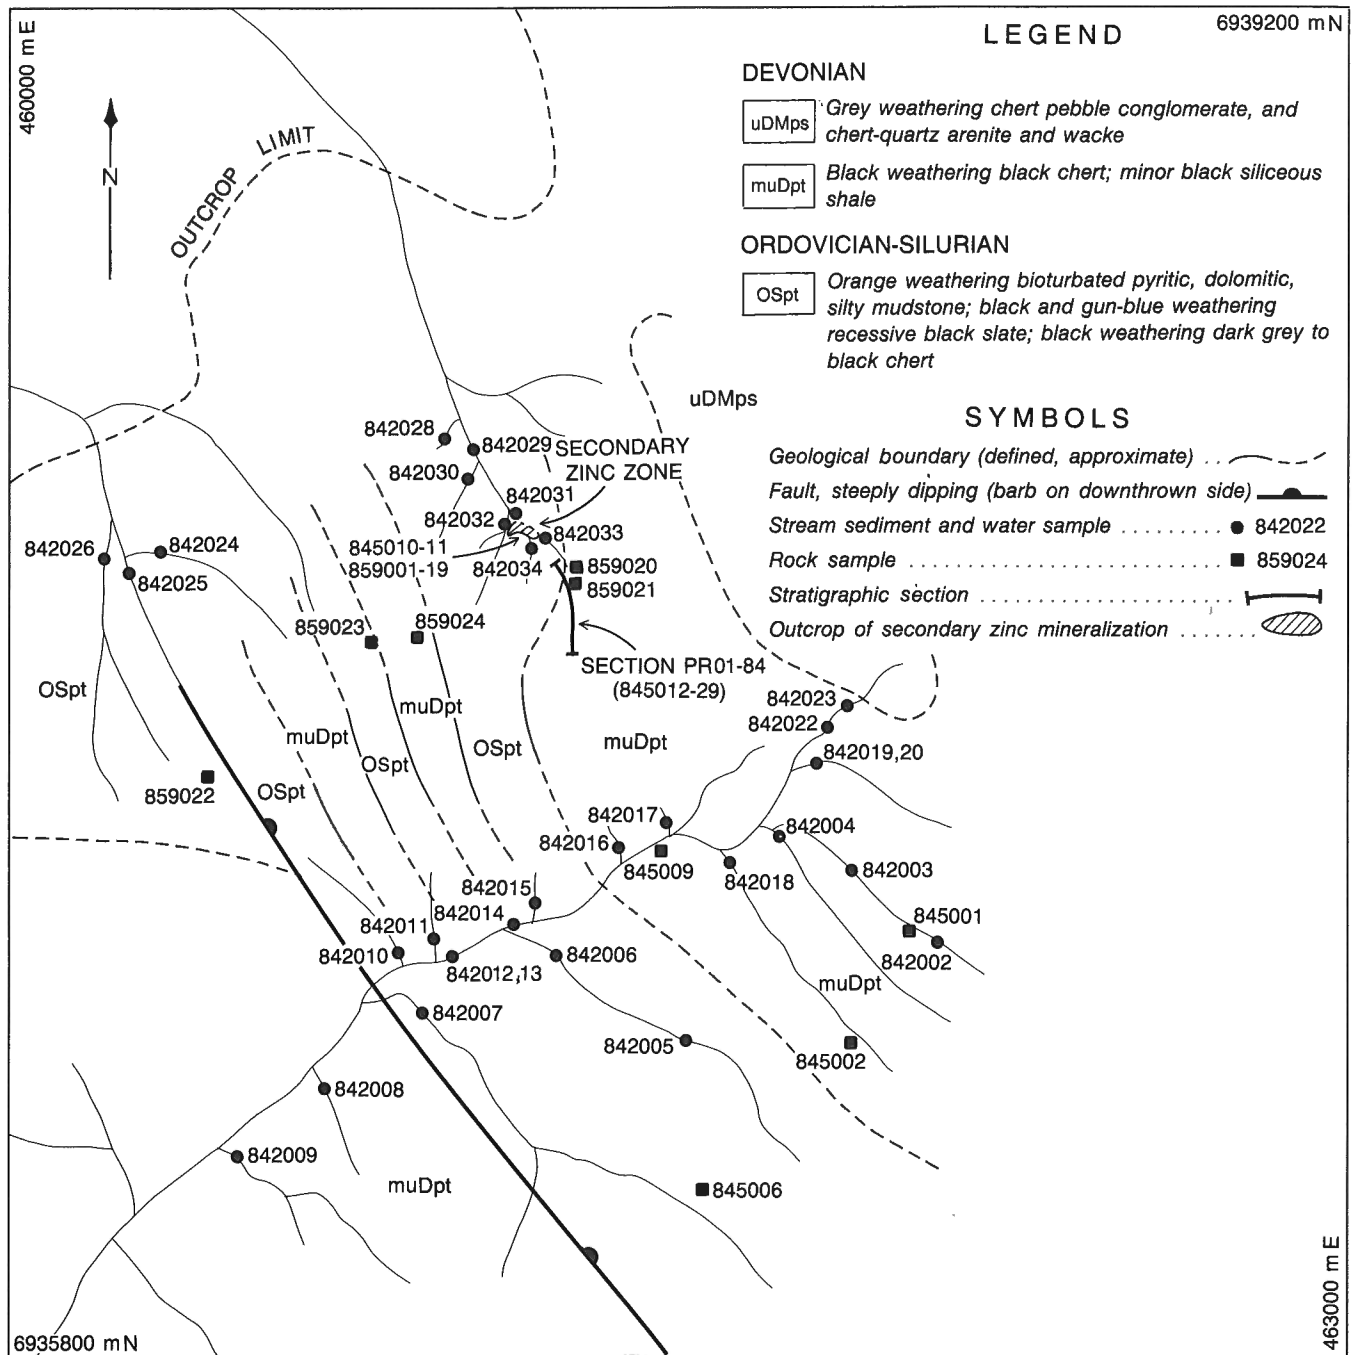 460000 mE
6939200 mN
LEGEND
DEVONIAN
uDMps
Grey weathering chert pebble conglomerate, and
chert-quartz arenite and wacke
muDpt
Black weathering black chert; minor black siliceous
shale
ORDOVICIAN-SILURIAN
OSpt
Orange weathering bioturbated pyritic, dolomitic,
silty mudstone; black and gun-blue weathering
recessive black slate; black weathering dark grey to
black chert
SYMBOLS
Geological boundary (defined, approximate) . .
Fault, steeply dipping (barb on downthrown side)
Stream sediment and water sample . . . . . . . . 842022
Rock sample . . . . . . . . . . . . . . . . . . . . . . . . . . 859024
Stratigraphic section . . . . . . . . . . . . . . . . . . . . .
Outcrop of secondary zinc mineralization . . . . . .
N
OUTCROP LIMIT
uDMps
842028
842029
SECONDARY
ZINC ZONE
842030
842031
842032
842033
845010-11
859001-19
842034
859020
859021
842026
842024
842025
859023
859024
SECTION PR01-84
(845012-29)
OSpt
muDpt
muDpt
OSpt
OSpt
muDpt
OSpt
859022
842023
842022
842019,20
842017
842016
845009
842004
842018
842003
845001
842002
842015
842014
842011
842010
842012,13
842006
842007
842005
muDpt
845002
842008
842009
muDpt
845006
6935800 mN
463000 mE